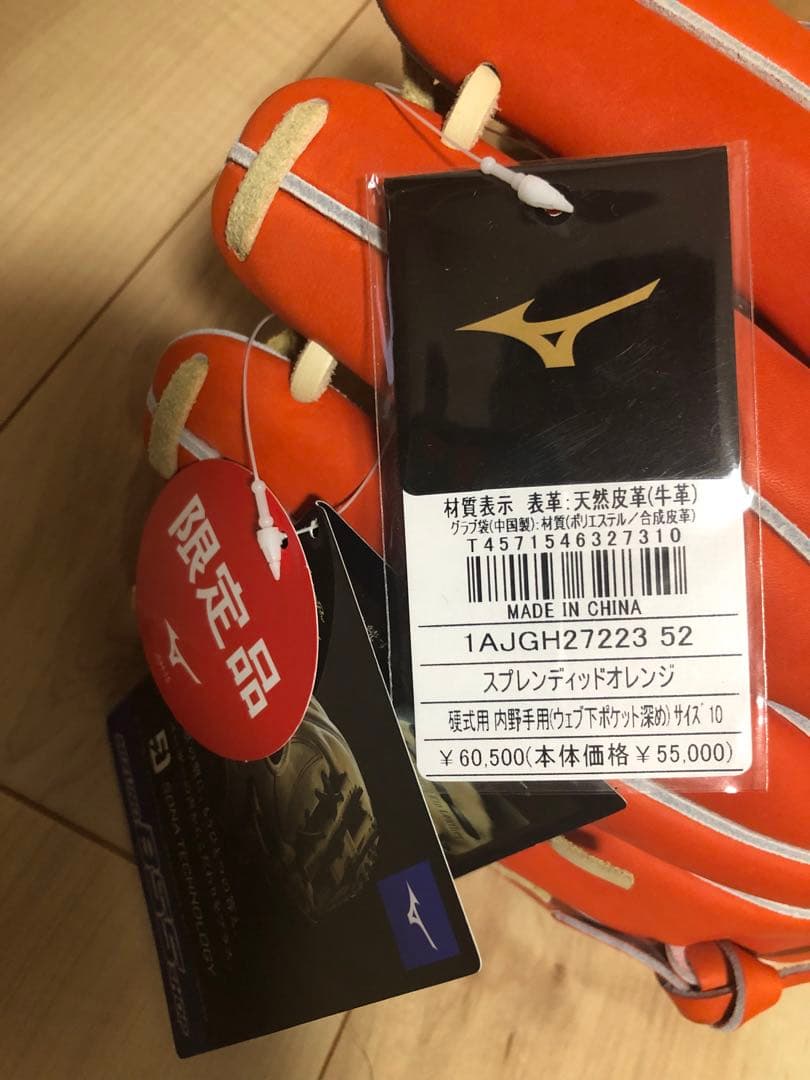 材質表示 表革:天然皮革(牛革)
グラブ袋(中国製):材質(ポリエステル/合成皮革)
T4571546327310
MADE IN CHINA
1AJGH27223 52
スプレンディッドオレンジ
硬式用 内野手用(ウェブ下ポケット深め)サイズ10
¥60,500(本体価格¥55,000)
限定品
5DNA TECHNOLOGY